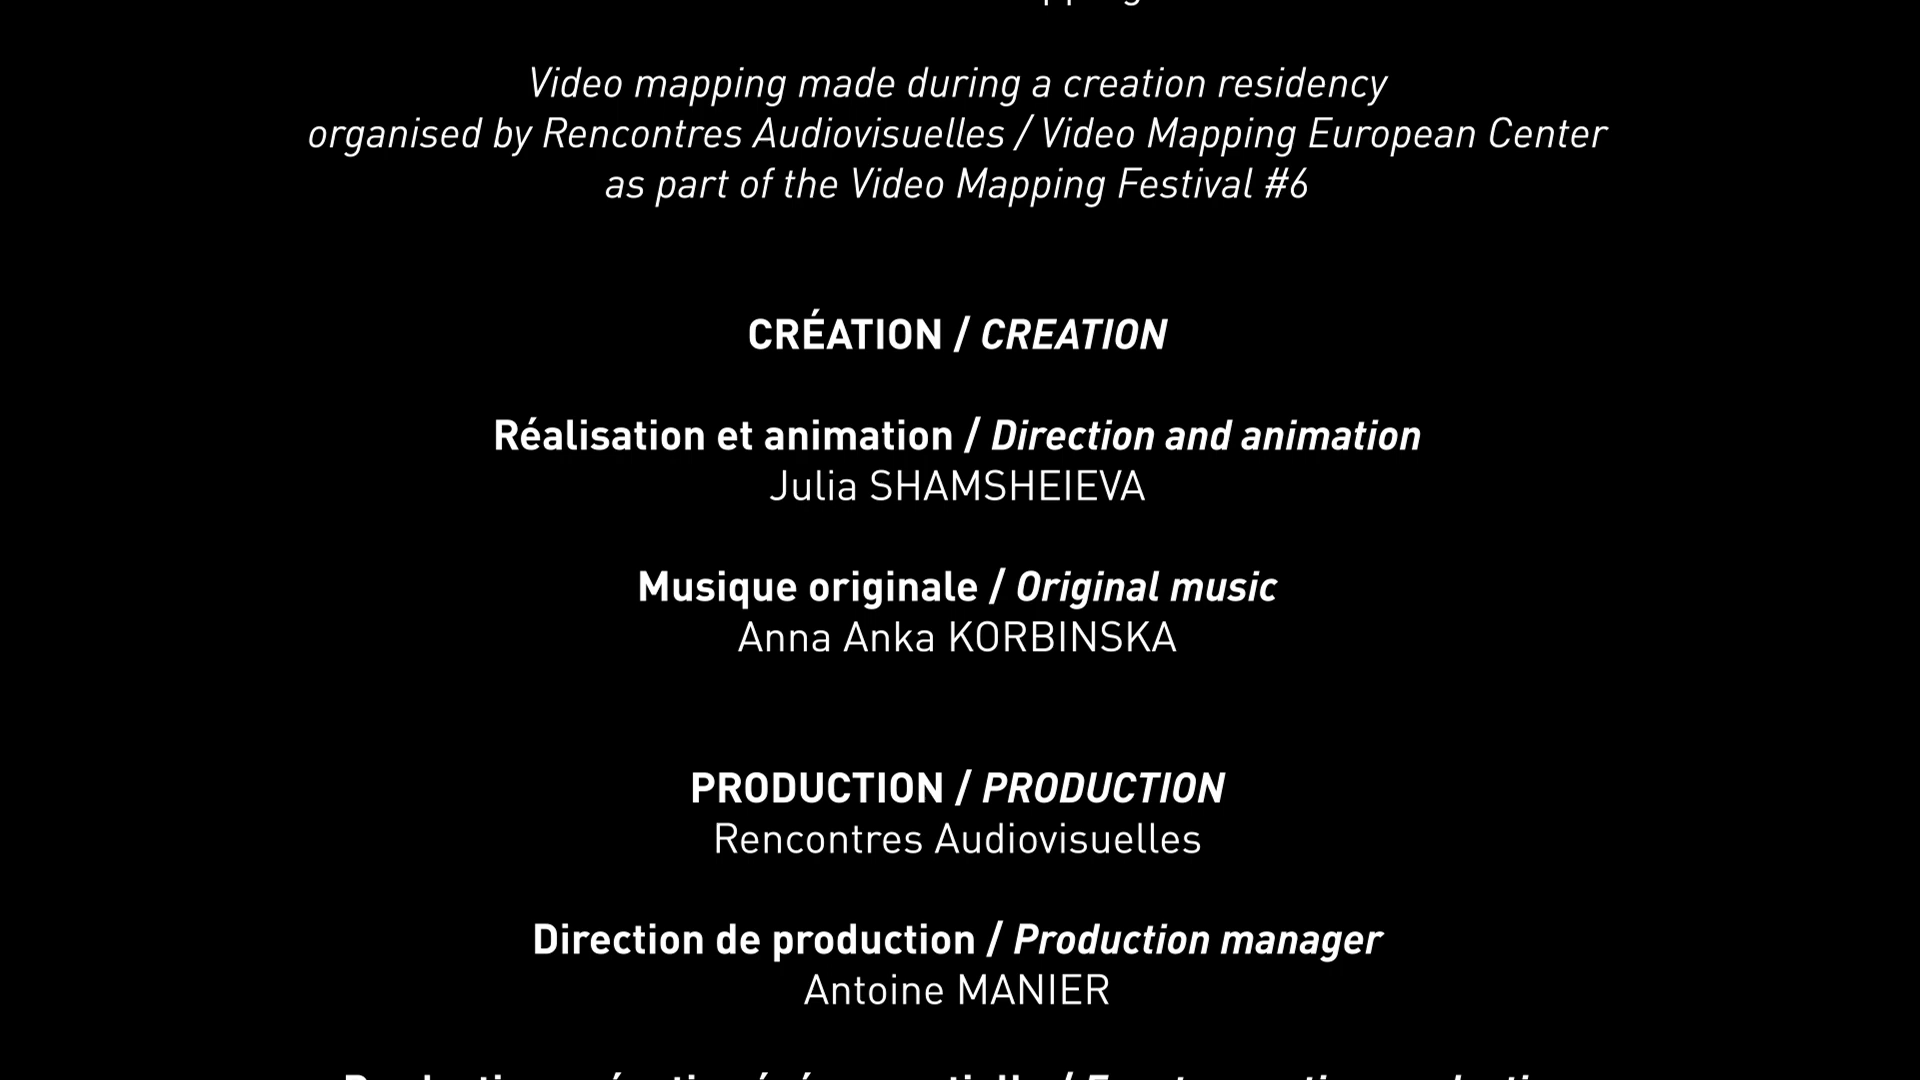 Video mapping made during a creation residency
organised by Rencontres Audiovisuelles / Video Mapping European Center
as part of the Video Mapping Festival #6
CRÉATION / CREATION
Réalisation et animation / Direction and animation
Julia SHAMSHEIEVA
Musique originale / Original music
Anna Anka KORBINSKA
PRODUCTION / PRODUCTION
Rencontres Audiovisuelles
Direction de production / Production manager
Antoine MANIER